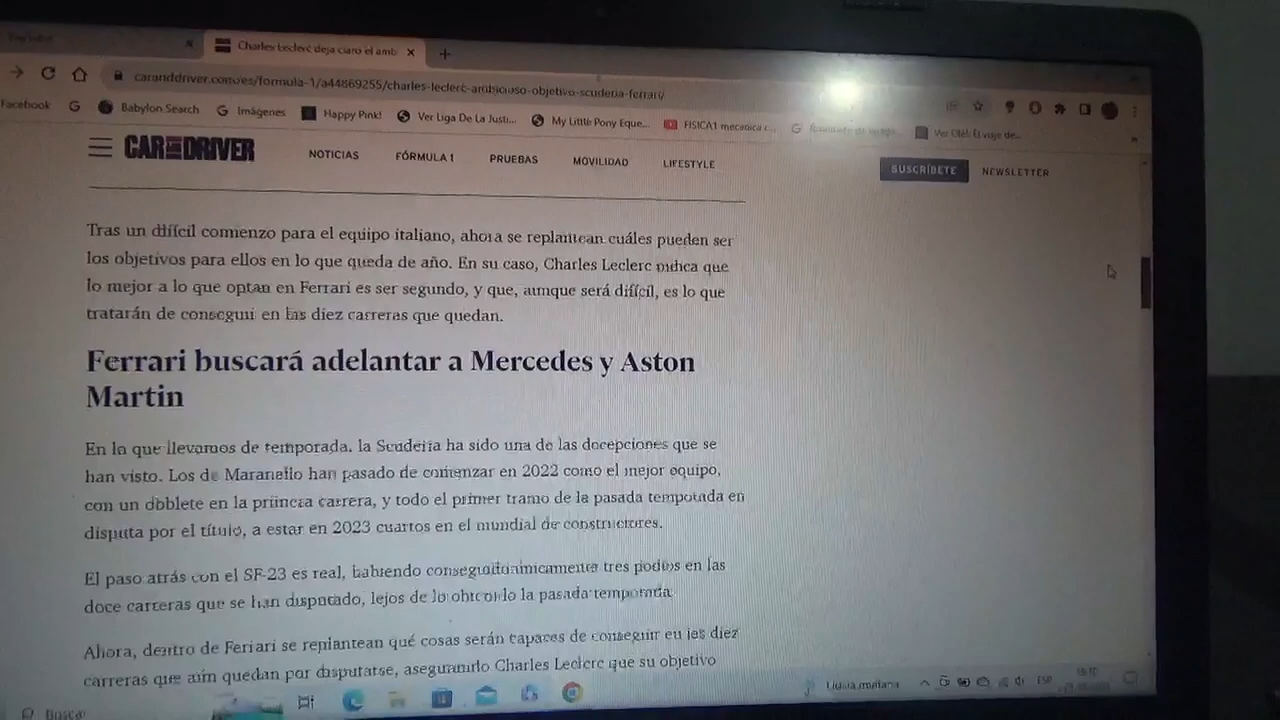 Charles Leclerc deja claro el amb
caranddriver.com/es/formula-1/a44869255/charles-leclerc-ambicioso-objetivo-scuderia-ferrari/
Facebook
Babylon Search
Imágenes
Happy Pink!
Ver Liga De La Justi...
My Little Pony Eque...
FISICA1 mecanica c...
CAR AND DRIVER
NOTICIAS
FÓRMULA 1
PRUEBAS
MOVILIDAD
LIFESTYLE
SUSCRÍBETE
NEWSLETTER
Tras un difícil comienzo para el equipo italiano, ahora se replantean cuáles pueden ser
los objetivos para ellos en lo que queda de año. En su caso, Charles Leclerc indica que
lo mejor a lo que optan en Ferrari es ser segundo, y que, aunque será difícil, es lo que
tratarán de conseguir en las diez carreras que quedan.
Ferrari buscará adelantar a Mercedes y Aston
Martin
En lo que llevamos de temporada, la Scuderia ha sido una de las decepciones que se
han visto. Los de Maranello han pasado de comenzar en 2022 como el mejor equipo,
con un doblete en la primera carrera, y todo el primer tramo de la pasada temporada en
disputa por el título, a estar en 2023 cuartos en el mundial de constructores.
El paso atrás con el SF-23 es real, habiendo conseguido únicamente tres podios en las
doce carreras que se han disputado, lejos de lo obtenido la pasada temporada.
Ahora, dentro de Ferrari se replantean qué cosas serán capaces de conseguir en las diez
carreras que aún quedan por disputarse, asegurando Charles Leclerc que su objetivo
Buscar
Lluvia mañana
ESP